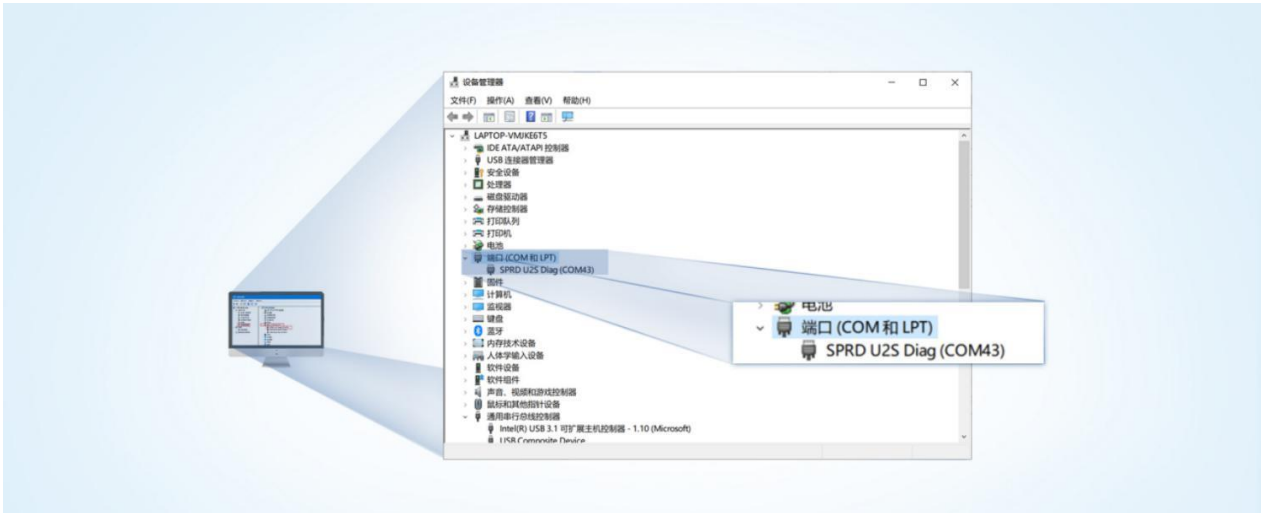 设备管理器
文件(F) 操作(A) 查看(V) 帮助(H)
LAPTOP-VMJKE6TS
IDE ATA/ATAPI 控制器
USB 连接器管理器
安全设备
处理器
磁盘驱动器
存储控制器
打印队列
打印机
电池
端口 (COM 和 LPT)
SPRD U2S Diag (COM43)
固件
计算机
监视器
键盘
蓝牙
内存技术设备
人体学输入设备
软件设备
软件组件
声音、视频和游戏控制器
鼠标和其他指针设备
通用串行总线控制器
Intel(R) USB 3.1 可扩展主机控制器 - 1.10 (Microsoft)
USB Composite Device
电池
端口 (COM 和 LPT)
SPRD U2S Diag (COM43)